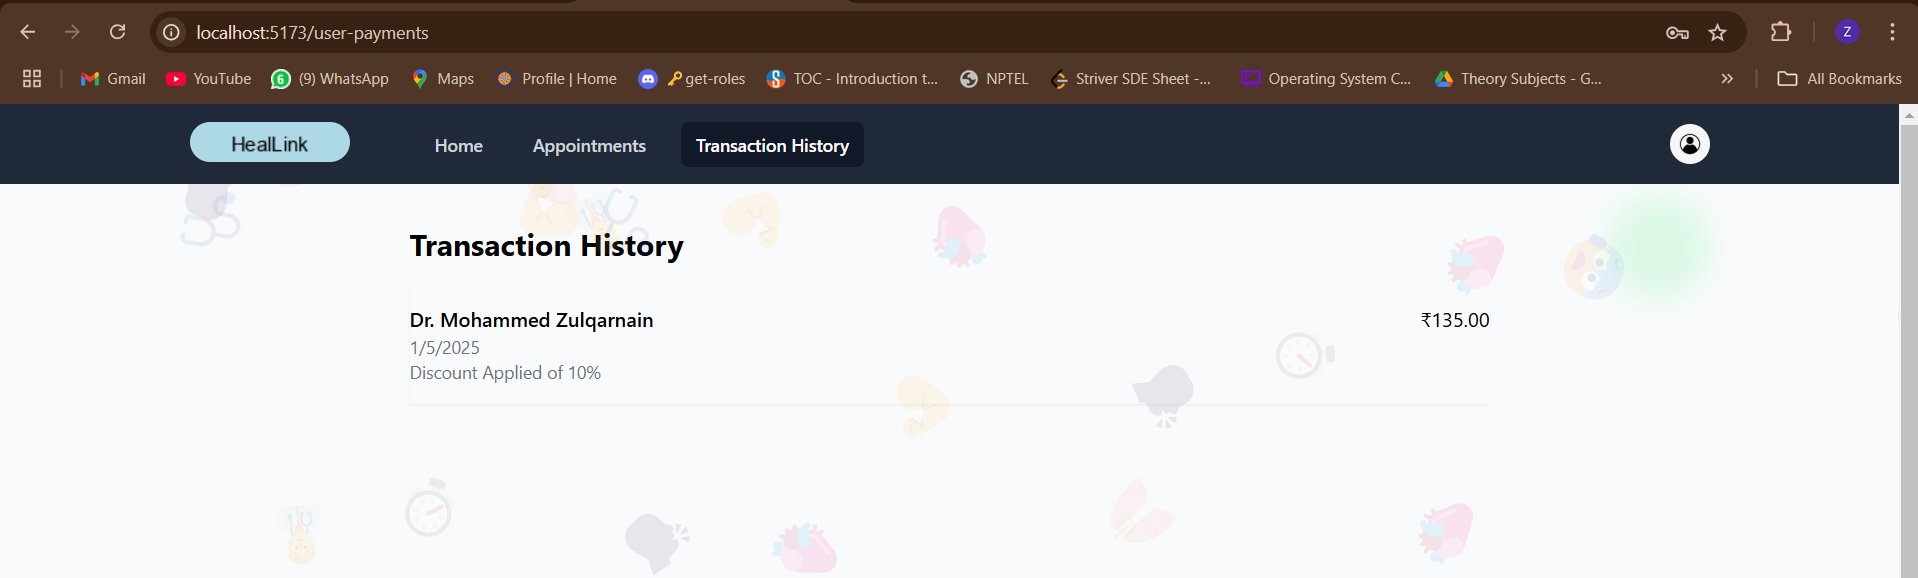 localhost:5173/user-payments
Z
Gmail
YouTube
(9) WhatsApp
Maps
Profile | Home
get-roles
TOC - Introduction t...
NPTEL
Striver SDE Sheet -...
Operating System C...
Theory Subjects - G...
All Bookmarks
HealLink
Home
Appointments
Transaction History
Transaction History
Dr. Mohammed Zulqarnain
₹135.00
1/5/2025
Discount Applied of 10%